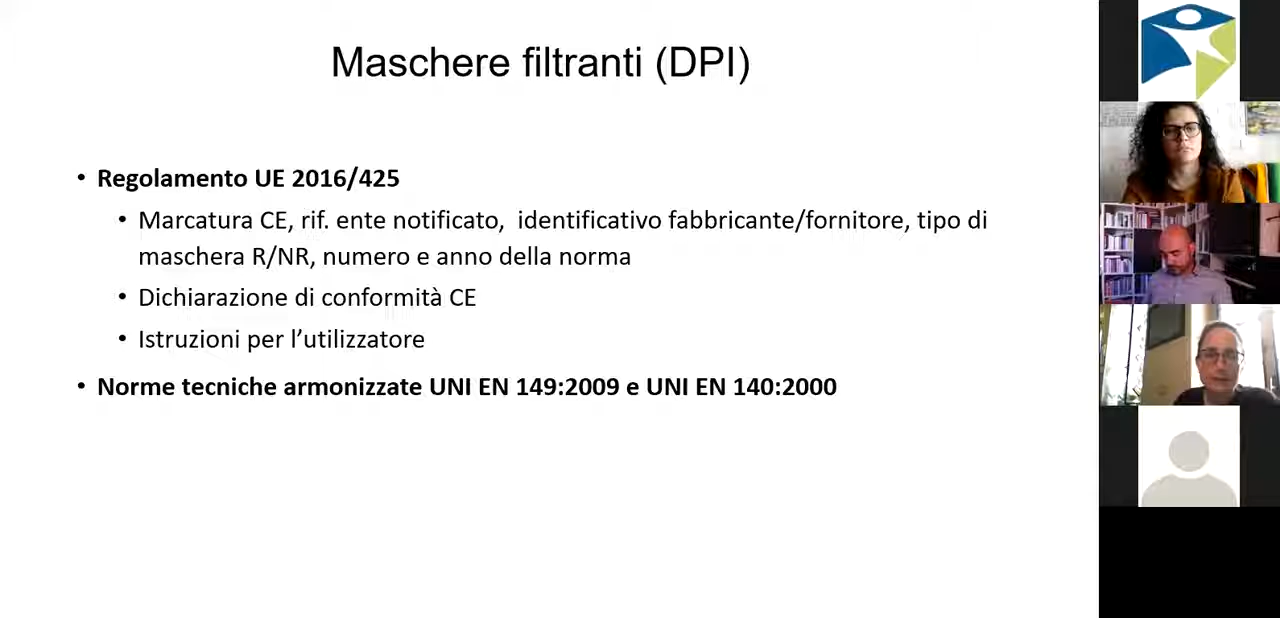 Maschere filtranti (DPI)
• Regolamento UE 2016/425
• Marcatura CE, rif. ente notificato, identificativo fabbricante/fornitore, tipo di
maschera R/NR, numero e anno della norma
• Dichiarazione di conformità CE
• Istruzioni per l’utilizzatore
• Norme tecniche armonizzate UNI EN 149:2009 e UNI EN 140:2000